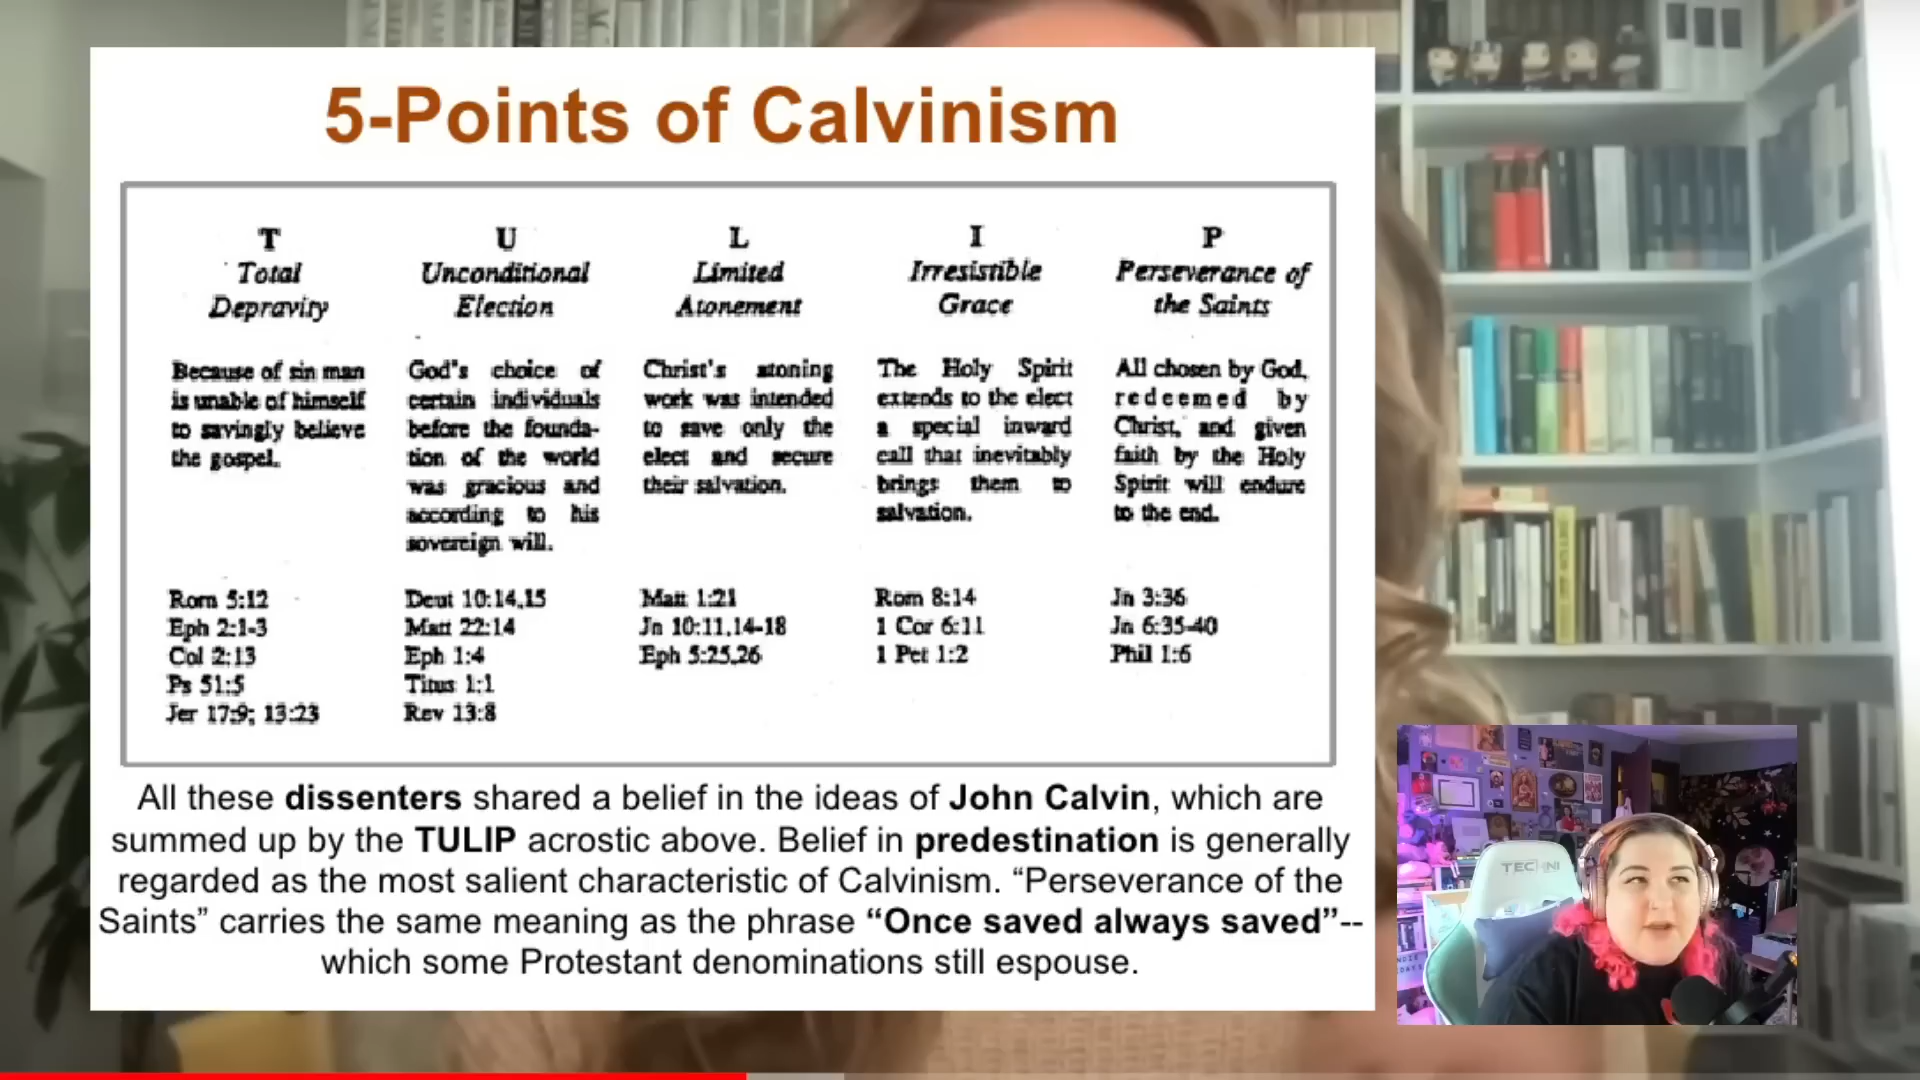 5-Points of Calvinism
T
Total
Depravity
Because of sin man
is unable of himself
to savingly believe
the gospel.
Rom 5:12
Eph 2:1-3
Col 2:13
Ps 51:5
Jer 17:9; 13:23
U
Unconditional
Election
God's choice of
certain individuals
before the founda-
tion of the world
was gracious and
according to his
sovereign will.
Deut 10:14,15
Matt 22:14
Eph 1:4
Titus 1:1
Rev 13:8
L
Limited
Atonement
Christ's atoning
work was intended
to save only the
elect and secure
their salvation.
Matt 1:21
Jn 10:11,14-18
Eph 5:25,26
I
Irresistible
Grace
The Holy Spirit
extends to the elect
a special inward
call that inevitably
brings them to
salvation.
Rom 8:14
1 Cor 6:11
1 Pet 1:2
P
Perseverance of
the Saints
All chosen by God,
redeemed by
Christ, and given
faith by the Holy
Spirit will endure
to the end.
Jn 3:36
Jn 6:35-40
Phil 1:6
All these dissenters shared a belief in the ideas of John Calvin, which are
summed up by the TULIP acrostic above. Belief in predestination is generally
regarded as the most salient characteristic of Calvinism. “Perseverance of the
Saints” carries the same meaning as the phrase “Once saved always saved”--
which some Protestant denominations still espouse.
TECHNI